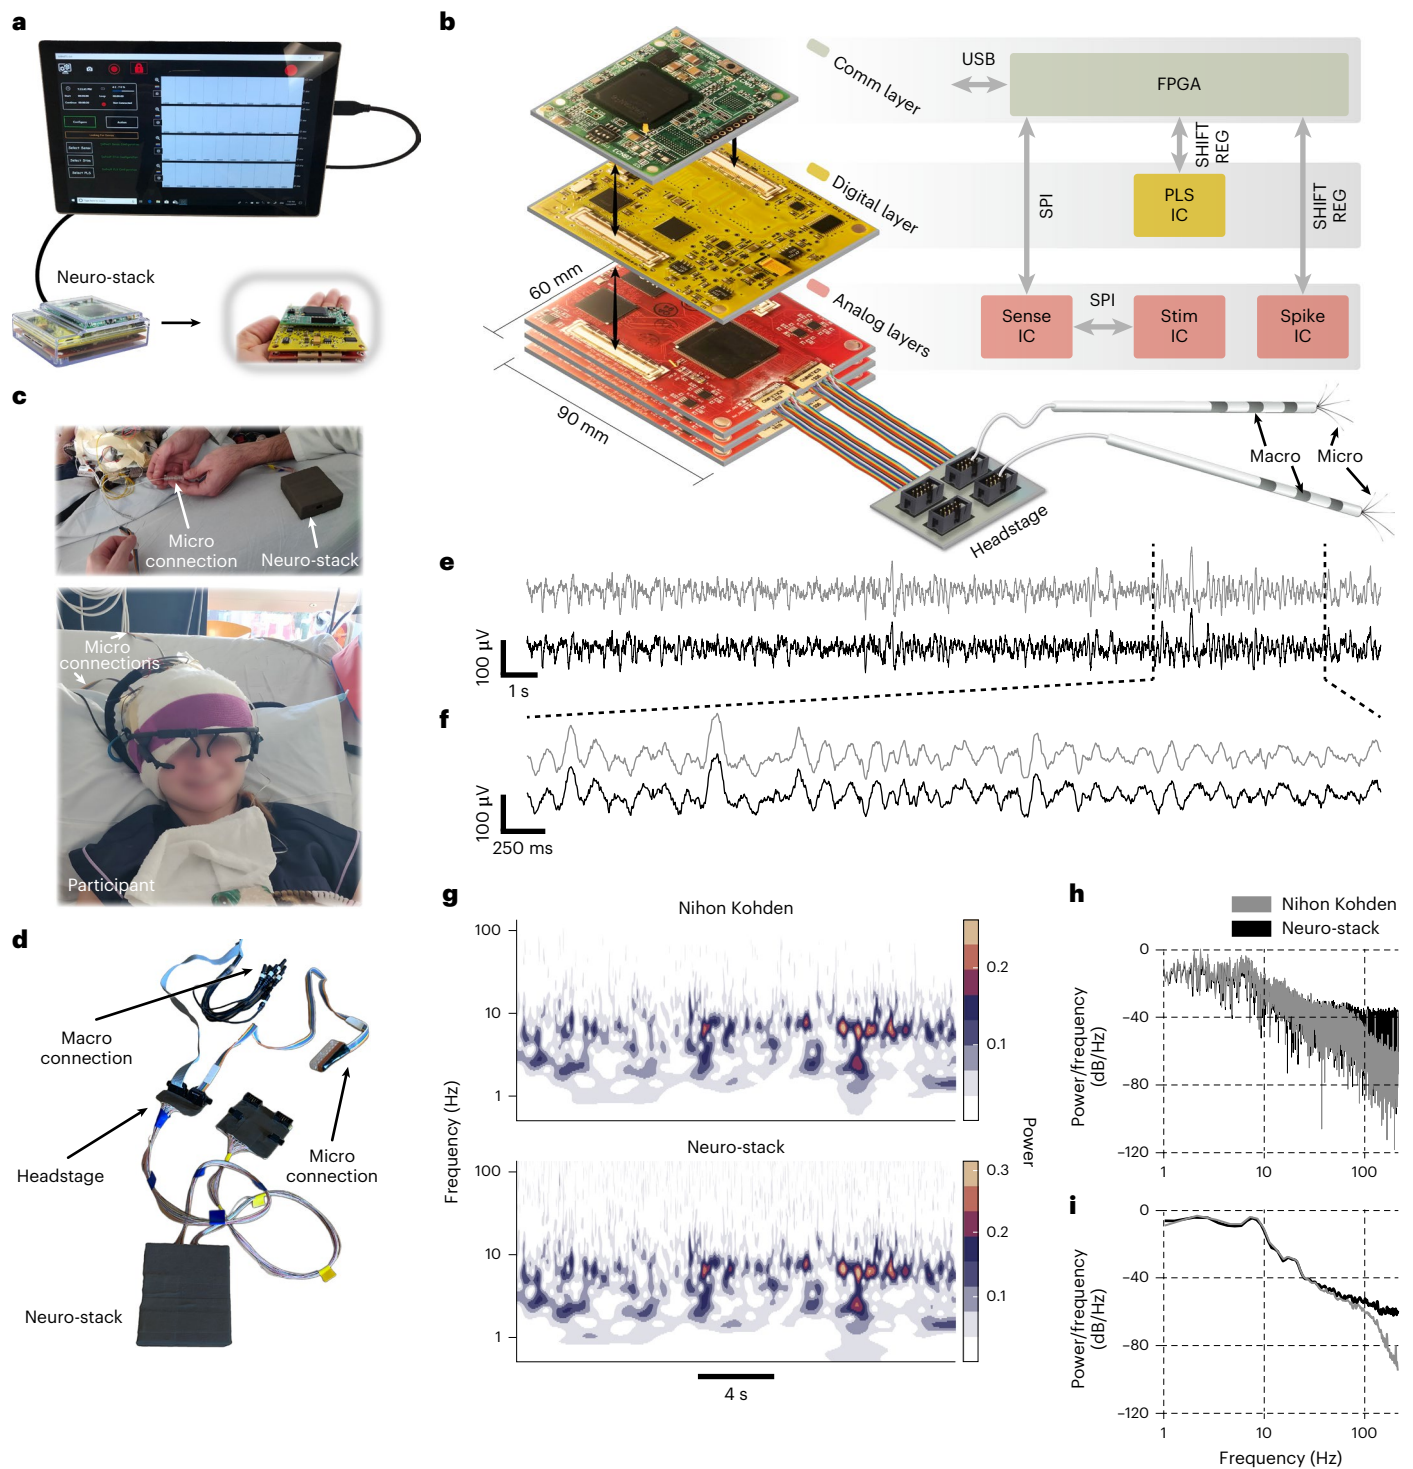 a
Neuro-stack
b
Comm layer
Digital layer
Analog layers
60 mm
90 mm
USB
FPGA
SPI
SHIFT
REG
SHIFT
REG
PLS
IC
Sense
IC
SPI
Stim
IC
Spike
IC
Macro
Micro
Headstage
c
Micro
connection
Neuro-stack
Micro
connections
Participant
d
Macro
connection
Headstage
Micro
connection
Neuro-stack
e
100 µV
1 s
f
100 µV
250 ms
g
Nihon Kohden
100
10
1
0.2
0.1
Neuro-stack
100
10
1
0.3
0.2
0.1
Frequency (Hz)
Power
4 s
h
Nihon Kohden
Neuro-stack
0
–40
–80
–120
1
10
100
Power/frequency
(dB/Hz)
i
0
–40
–80
–120
1
10
100
Power/frequency
(dB/Hz)
Frequency (Hz)